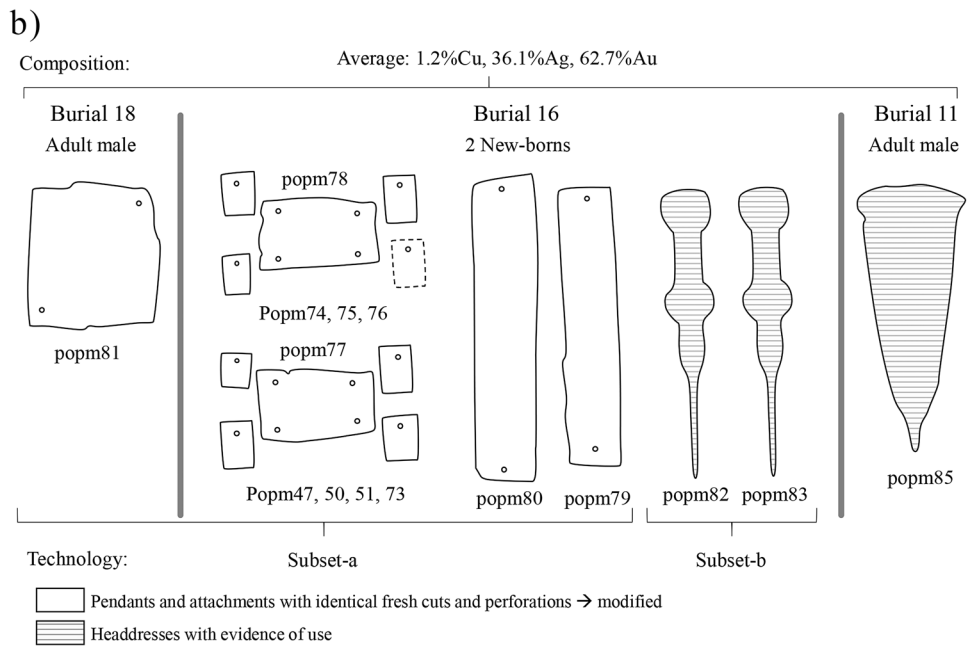 b)
Composition:
Average: 1.2%Cu, 36.1%Ag, 62.7%Au
Burial 18
Adult male
Burial 16
2 New-borns
Burial 11
Adult male
popm78
Popm74, 75, 76
popm77
Popm47, 50, 51, 73
popm81
popm80
popm79
popm82
popm83
popm85
Technology:
Subset-a
Subset-b
Pendants and attachments with identical fresh cuts and perforations → modified
Headdresses with evidence of use